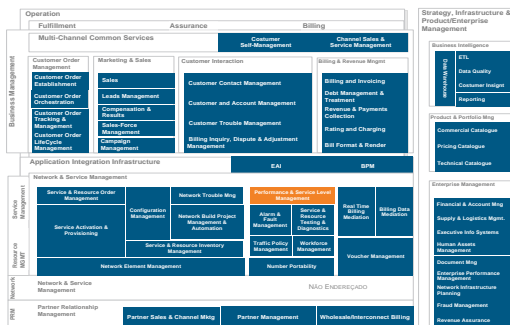 Operation
Fulfillment
Assurance
Billing
Multi-Channel Common Services
Costumer
Self-Management
Channel Sales &
Service Management
Business Management
Customer Order
Management
Customer Order
Establishment
Customer Order
Orchestration
Customer Order
Tracking &
Management
Customer Order
LifeCycle
Management
Marketing & Sales
Sales
Leads Management
Compensation &
Results
Sales-Force
Management
Campaign
Management
Customer Interaction
Customer Contact Management
Customer and Account Management
Customer Trouble Management
Billing Inquiry, Dispute & Adjustment
Management
Billing & Revenue Mngmt
Billing and Invoicing
Debt Management &
Treatment
Revenue & Payments
Collection
Rating and Charging
Bill Format & Render
Application Integration Infrastructure
EAI
BPM
Service
Management
Resource
MGMT
Network & Service Management
Service & Resource Order
Management
Service Activation &
Provisioning
Configuration
Management
Network Trouble Mng
Network Build Project
Management
& Automation
Service & Resource Inventory
Management
Network Element Management
Performance & Service Level
Management
Alarm &
Fault
Management
Service &
Resource
Testing &
Diagnostics
Traffic Policy
Management
Workforce
Management
Number Portability
Real Time
Billing
Mediation
Billing Data
Mediation
Voucher Management
Network
Network & Service
Management
NÃO ENDEREÇADO
PRM
Partner Relationship
Management
Partner Sales & Channel Mktg
Partner Management
Wholesale/Interconnect Billing
Strategy, Infrastructure &
Product/Enterprise
Management
Business Intelligence
Data Warehouse
ETL
Data Quality
Costumer Insignt
Reporting
Product & Portfolio Mng
Commercial Catalogue
Pricing Catalogue
Technical Catalogue
Enterprise Management
Financial & Account Mng
Supply & Logistics Mgmt.
Executive Info Systems
Human Assets
Management
Document Mng
Enterprise Performance
Management
Network Infrastructure
Planning
Fraud Management
Revenue Assurance